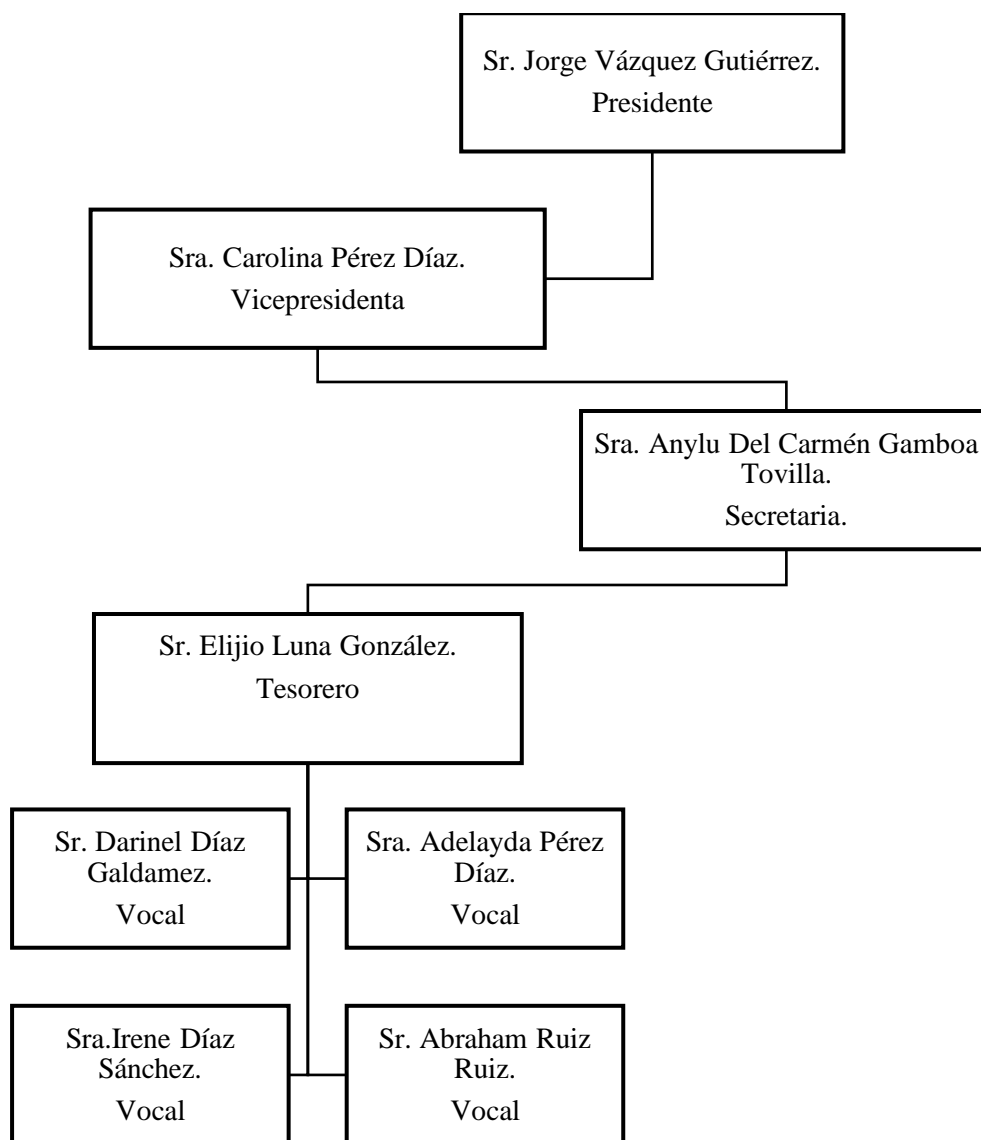 Sr. Jorge Vázquez Gutiérrez.
Presidente
Sra. Carolina Pérez Díaz.
Vicepresidenta
Sra. Anylu Del Carmén Gamboa
Tovilla.
Secretaria.
Sr. Elijio Luna González.
Tesorero
Sr. Darinel Díaz
Galdamez.
Vocal
Sra. Adelayda Pérez
Díaz.
Vocal
Sra.Irene Díaz
Sánchez.
Vocal
Sr. Abraham Ruiz
Ruiz.
Vocal